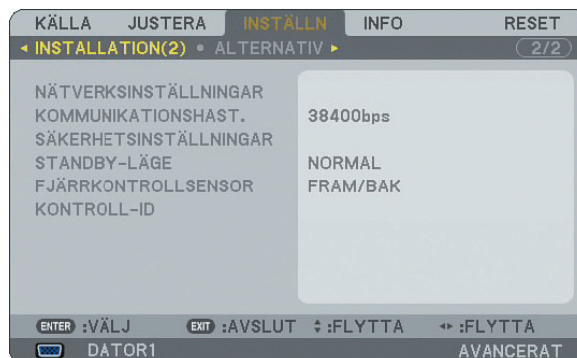 KÄLLA JUSTERA INSTÄLLN INFO RESET
INSTALLATION(2) ALTERNATIV 2/2
NÄTVERKSINSTÄLLNINGAR
KOMMUNIKATIONSHAST. 38400bps
SÄKERHETSINSTÄLLNINGAR
STANDBY-LÄGE NORMAL
FJÄRRKONTROLLSENSOR FRAM/BAK
KONTROLL-ID
ENTER :VÄLJ EXIT :AVSLUT :FLYTTA :FLYTTA
DATOR1 AVANCERAT